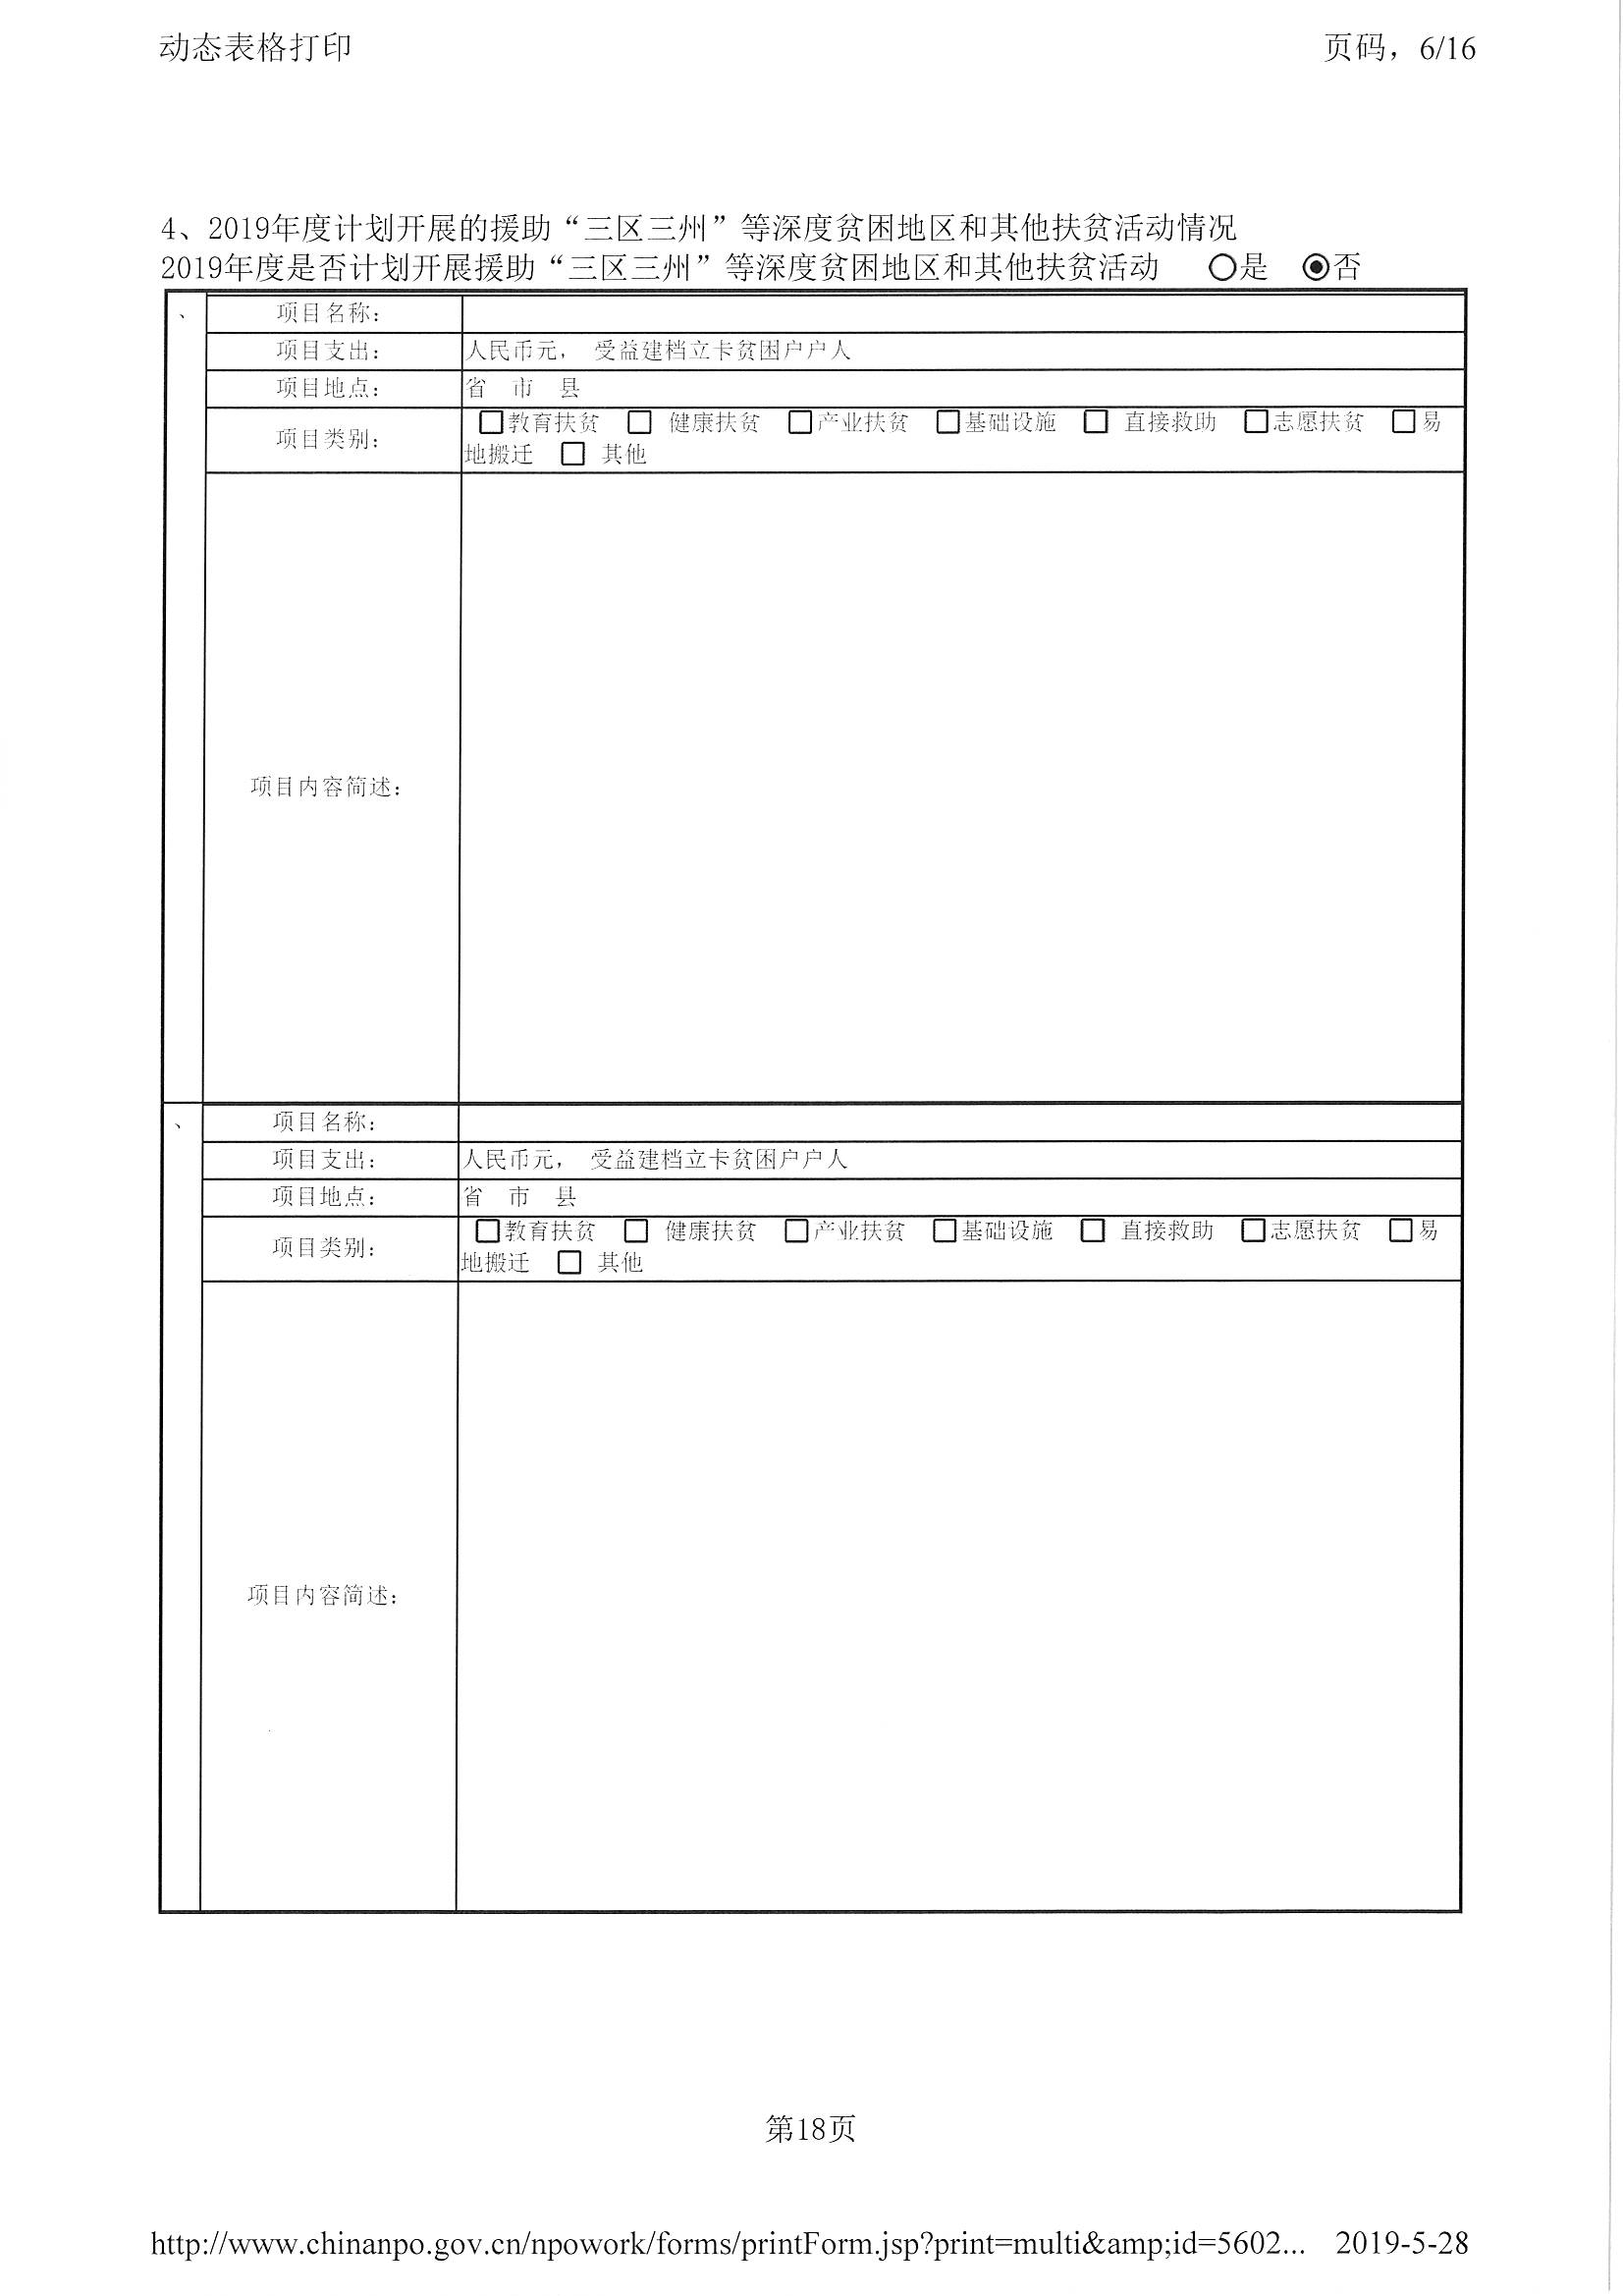 动态表格打印 页码，6/16
4、2019年度计划开展的援助“三区三州”等深度贫困地区和其他扶贫活动情况
2019年度是否计划开展援助“三区三州”等深度贫困地区和其他扶贫活动 ○是 ◉否
、 项目名称：
项目支出： 人民币元， 受益建档立卡贫困户户人
项目地点： 省 市 县
项目类别： □教育扶贫 □ 健康扶贫 □产业扶贫 □基础设施 □ 直接救助 □志愿扶贫 □易
地搬迁 □ 其他
项目内容简述：
、 项目名称：
项目支出： 人民币元， 受益建档立卡贫困户户人
项目地点： 省 市 县
项目类别： □教育扶贫 □ 健康扶贫 □产业扶贫 □基础设施 □ 直接救助 □志愿扶贫 □易
地搬迁 □ 其他
项目内容简述：
第18页
http://www.chinanpo.gov.cn/npowork/forms/printForm.jsp?print=multi&amp;id=5602... 2019-5-28